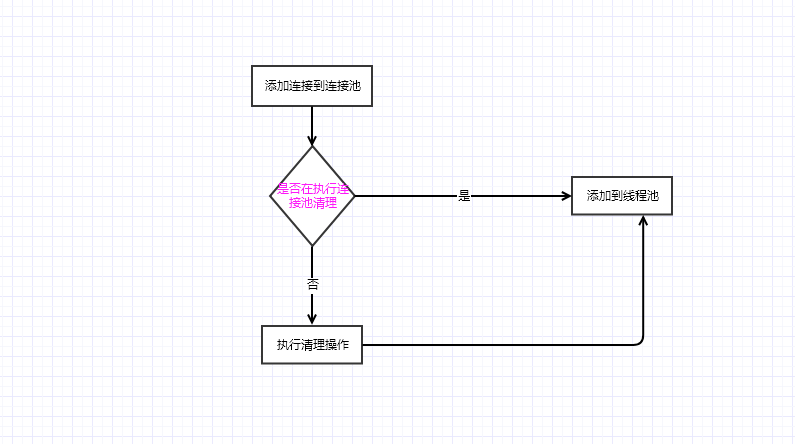 添加连接到连接池
是否在执行连
接池清理
是
添加到线程池
否
执行清理操作